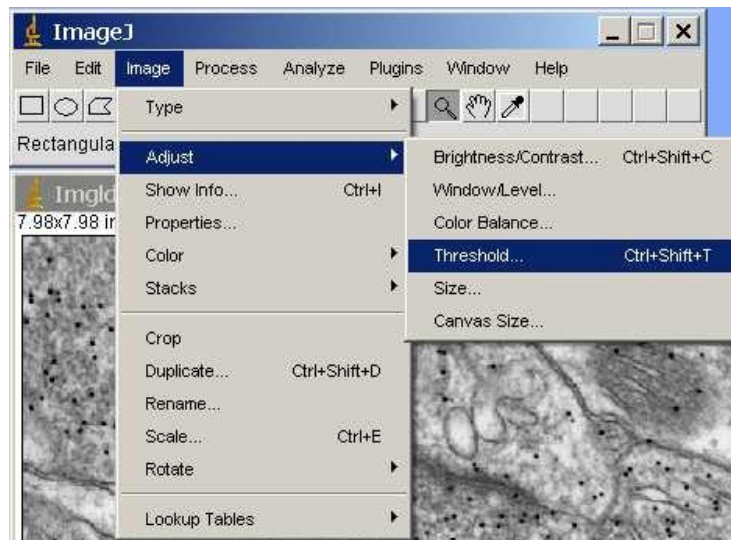 ImageJ
File Edit Image Process Analyze Plugins Window Help
Rectangula
ImgId
7.98x7.98 in
Type
Adjust
Show Info... Ctrl+I
Properties...
Color
Stacks
Crop
Duplicate... Ctrl+Shift+D
Rename...
Scale... Ctrl+E
Rotate
Lookup Tables
Brightness/Contrast... Ctrl+Shift+C
Window/Level...
Color Balance...
Threshold... Ctrl+Shift+T
Size...
Canvas Size...